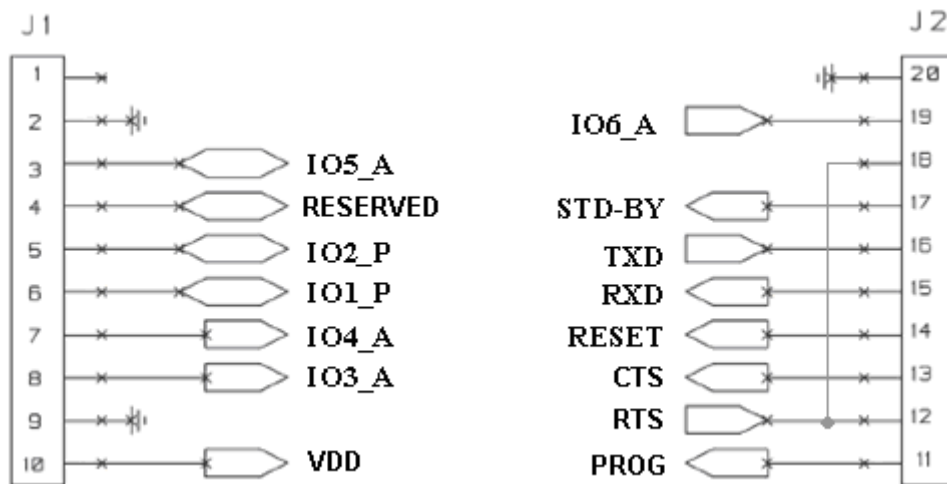 J1
1
2
3 IO5_A
4 RESERVED
5 IO2_P
6 IO1_P
7 IO4_A
8 IO3_A
9
10 VDD
J2
20
IO6_A 19
18
STD-BY 17
TXD 16
RXD 15
RESET 14
CTS 13
RTS 12
PROG 11